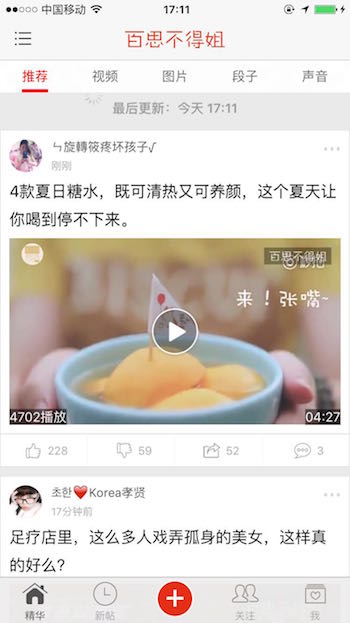 中国移动 17:11
百思不得姐
推荐 视频 图片 段子 声音
最后更新：今天 17:11
ㄣ旋轉筱疼坏孩子√
刚刚
4款夏日糖水，既可清热又可养颜，这个夏天让
你喝到停不下来。
百思不得姐
来！张嘴~
4702播放 04:27
228 59 52 3
초한❤️Korea孝贤
17分钟前
足疗店里，这么多人戏弄孤身的美女，这样真
的好么?
精华 新帖 关注 我